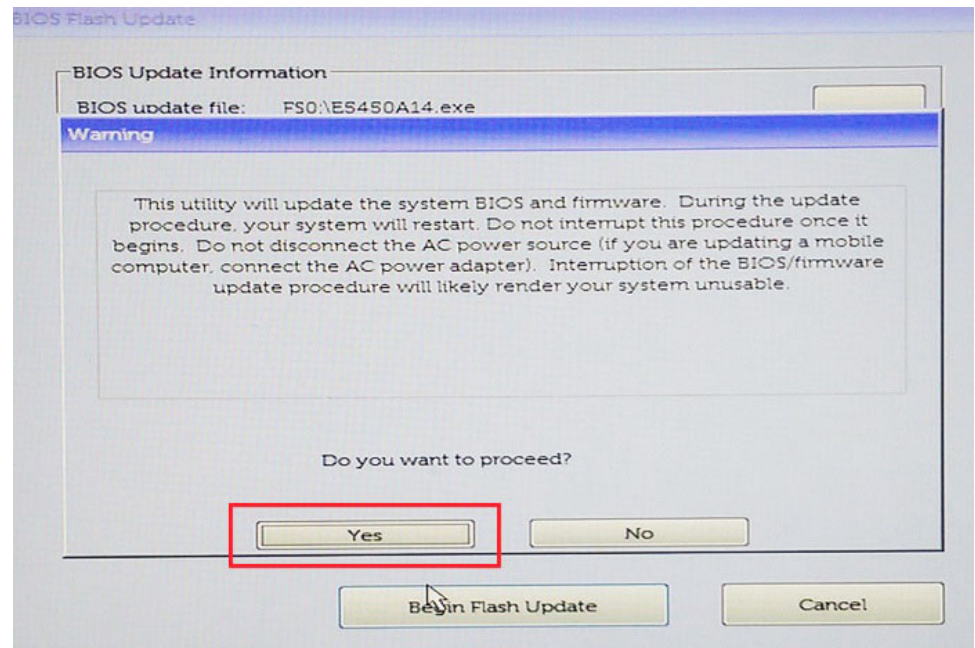 BIOS Flash Update
BIOS Update Information
BIOS update file: FS0:\E5450A14.exe
Warning
This utility will update the system BIOS and firmware. During the update
procedure, your system will restart. Do not interrupt this procedure once it
begins. Do not disconnect the AC power source (if you are updating a mobile
computer, connect the AC power adapter). Interruption of the BIOS/firmware
update procedure will likely render your system unusable.
Do you want to proceed?
Yes No
Begin Flash Update Cancel